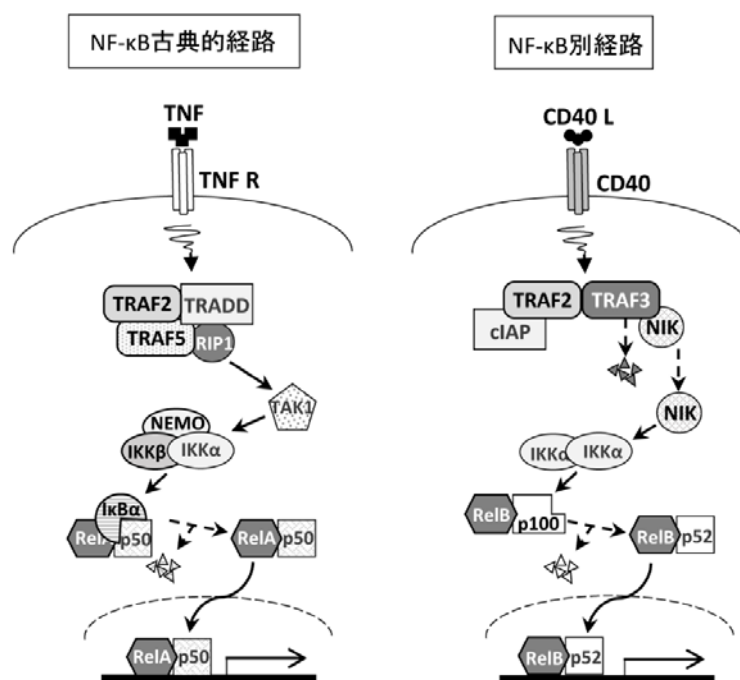 NF-κB古典的経路
TNF
TNF R
TRAF2
TRADD
TRAF5
RIP1
TAK1
NEMO
IKKβ
IKKα
IκBα
RelA
p50
RelA
p50
RelA
p50
NF-κB別経路
CD40 L
CD40
TRAF2
TRAF3
cIAP
NIK
NIK
IKKα
IKKα
RelB
p100
RelB
p52
RelB
p52